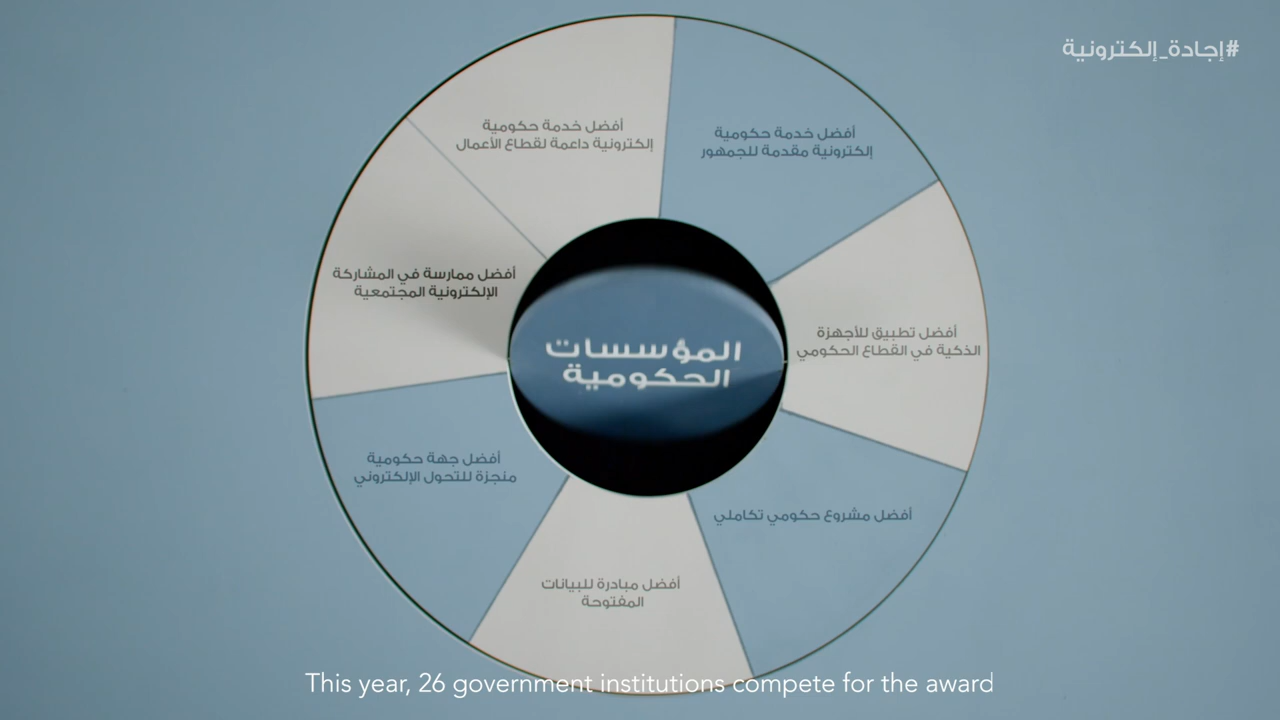 #إجادة_إلكترونية
أفضل خدمة حكومية
إلكترونية مقدمة للجمهور
أفضل خدمة حكومية
إلكترونية داعمة لقطاع الأعمال
أفضل ممارسة في المشاركة
الإلكترونية المجتمعية
أفضل تطبيق للأجهزة
الذكية في القطاع الحكومي
المؤسسات
الحكومية
أفضل جهة حكومية
منجزة للتحول الإلكتروني
أفضل مشروع حكومي تكاملي
أفضل مبادرة للبيانات
المفتوحة
This year, 26 government institutions compete for the award